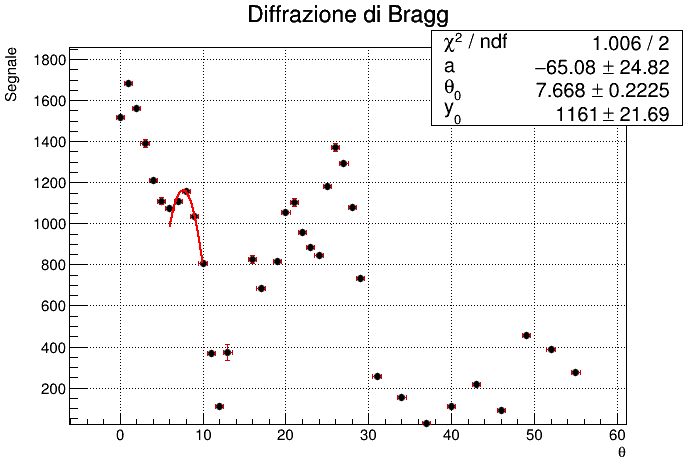 Diffrazione di Bragg
χ² / ndf 1.006 / 2
a −65.08 ± 24.82
θ₀ 7.668 ± 0.2225
y₀ 1161 ± 21.69
Segnale
1800
1600
1400
1200
1000
800
600
400
200
0 10 20 30 40 50 60
θ